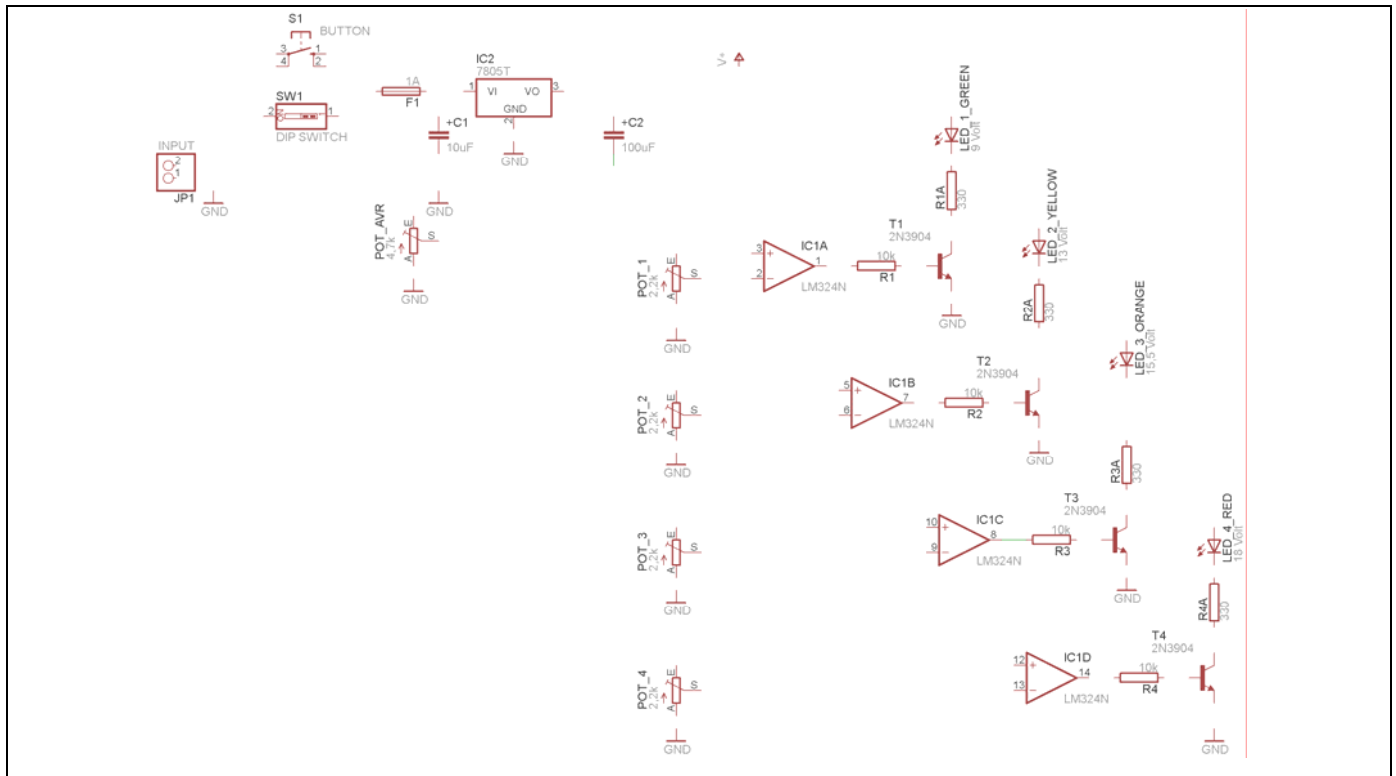 S1
BUTTON
3
1
4
2
SW1
2
1
DIP SWITCH
1A
F1
IC2
7805T
1
VI
VO
3
GND
2
GND
+C1
10uF
GND
+C2
100uF
V+
INPUT
2
1
JP1
GND
POT_AVR
4,7k
E
S
A
GND
LED_1_GREEN
9 Volt
R1A
330
T1
2N3904
GND
POT_1
2,2k
E
S
A
GND
3
+
2
-
1
IC1A
LM324N
10k
R1
LED_2_YELLOW
13 Volt
R2A
330
T2
2N3904
GND
POT_2
2,2k
E
S
A
GND
5
+
6
-
7
IC1B
LM324N
10k
R2
LED_3_ORANGE
15,5 Volt
R3A
330
T3
2N3904
GND
POT_3
2,2k
E
S
A
GND
10
+
9
-
8
IC1C
LM324N
10k
R3
LED_4_RED
18 Volt
R4A
330
T4
2N3904
GND
POT_4
2,2k
E
S
A
GND
12
+
13
-
14
IC1D
LM324N
10k
R4